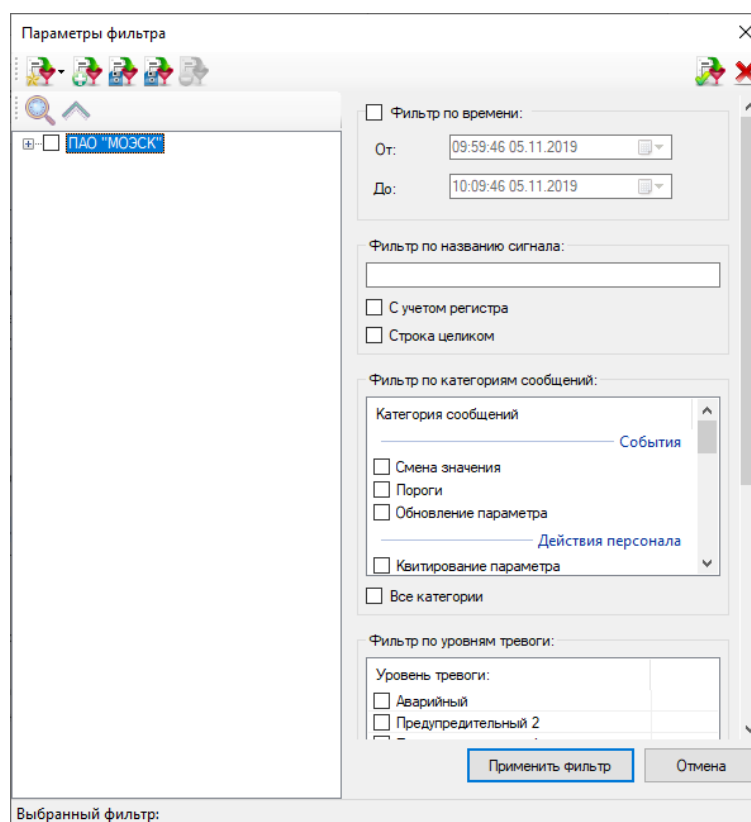 Параметры фильтра
ПАО "МОЭСК"
Фильтр по времени:
От: 09:59:46 05.11.2019
До: 10:09:46 05.11.2019
Фильтр по названию сигнала:
С учетом регистра
Строка целиком
Фильтр по категориям сообщений:
Категория сообщений
События
Смена значения
Пороги
Обновление параметра
Действия персонала
Квитирование параметра
Все категории
Фильтр по уровням тревоги:
Уровень тревоги:
Аварийный
Предупредительный 2
Применить фильтр
Отмена
Выбранный фильтр: